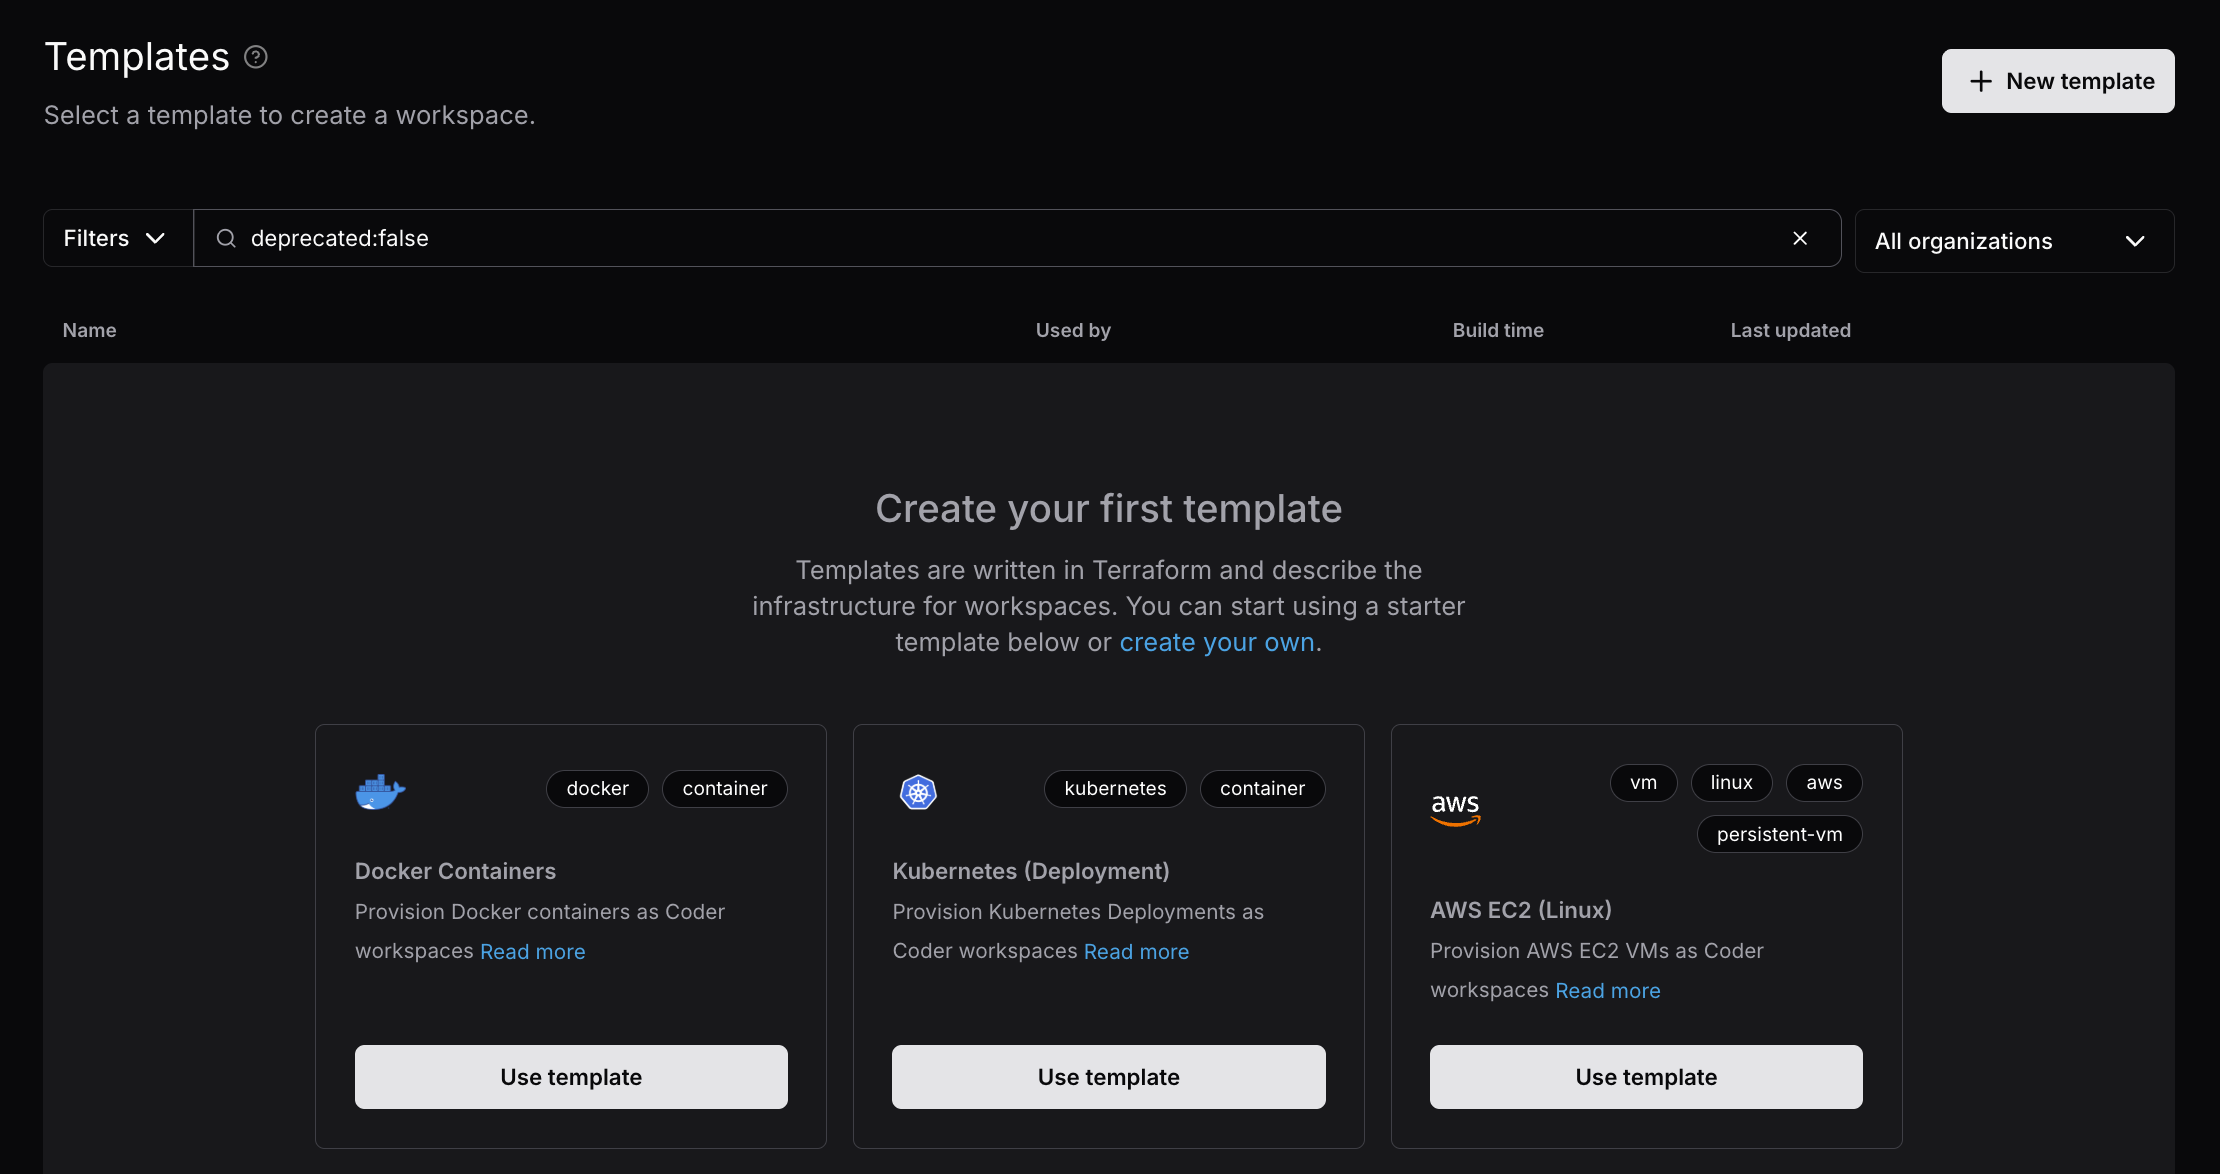 Templates
Select a template to create a workspace.
New template
Filters
deprecated:false
All organizations
Name
Used by
Build time
Last updated
Create your first template
Templates are written in Terraform and describe the
infrastructure for workspaces. You can start using a starter
template below or create your own.
docker
container
Docker Containers
Provision Docker containers as Coder
workspaces Read more
Use template
kubernetes
container
Kubernetes (Deployment)
Provision Kubernetes Deployments as
Coder workspaces Read more
Use template
aws
vm
linux
aws
persistent-vm
AWS EC2 (Linux)
Provision AWS EC2 VMs as Coder
workspaces Read more
Use template